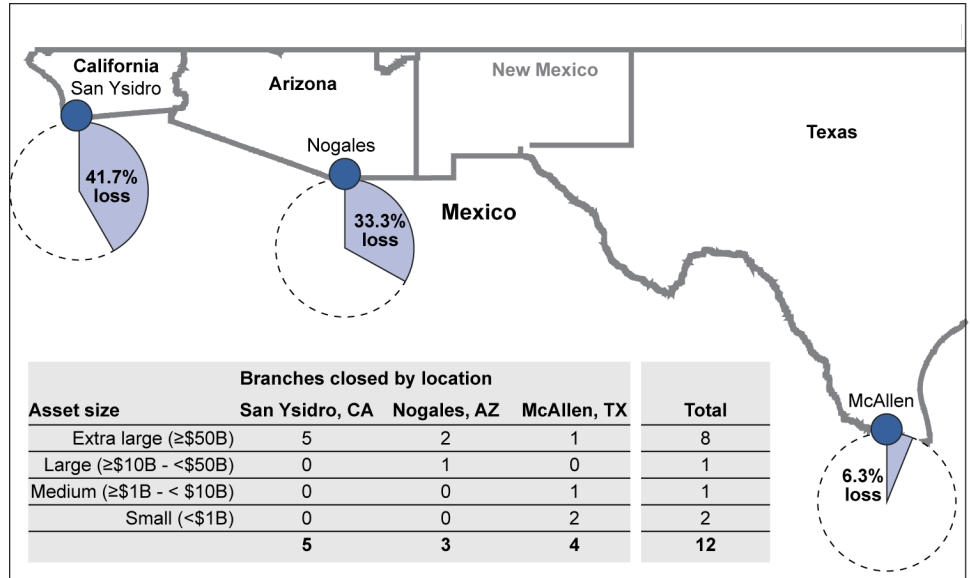 California
San Ysidro
Arizona
New Mexico
Texas
Nogales
Mexico
41.7%
loss
33.3%
loss
McAllen
6.3%
loss
Branches closed by location
Asset size San Ysidro, CA Nogales, AZ McAllen, TX Total
Extra large (≥$50B) 5 2 1 8
Large (≥$10B - <$50B) 0 1 0 1
Medium (≥$1B - < $10B) 0 0 1 1
Small (<$1B) 0 0 2 2
5 3 4 12